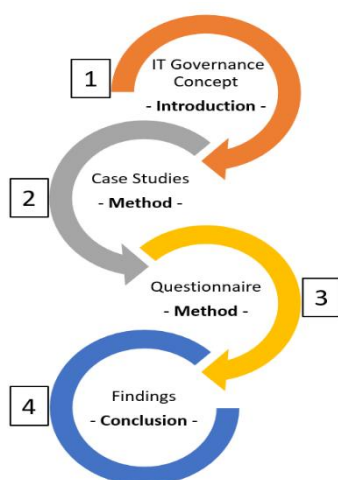 1
IT Governance
Concept
- Introduction -
2
Case Studies
- Method -
Questionnaire
- Method -
3
4
Findings
- Conclusion -